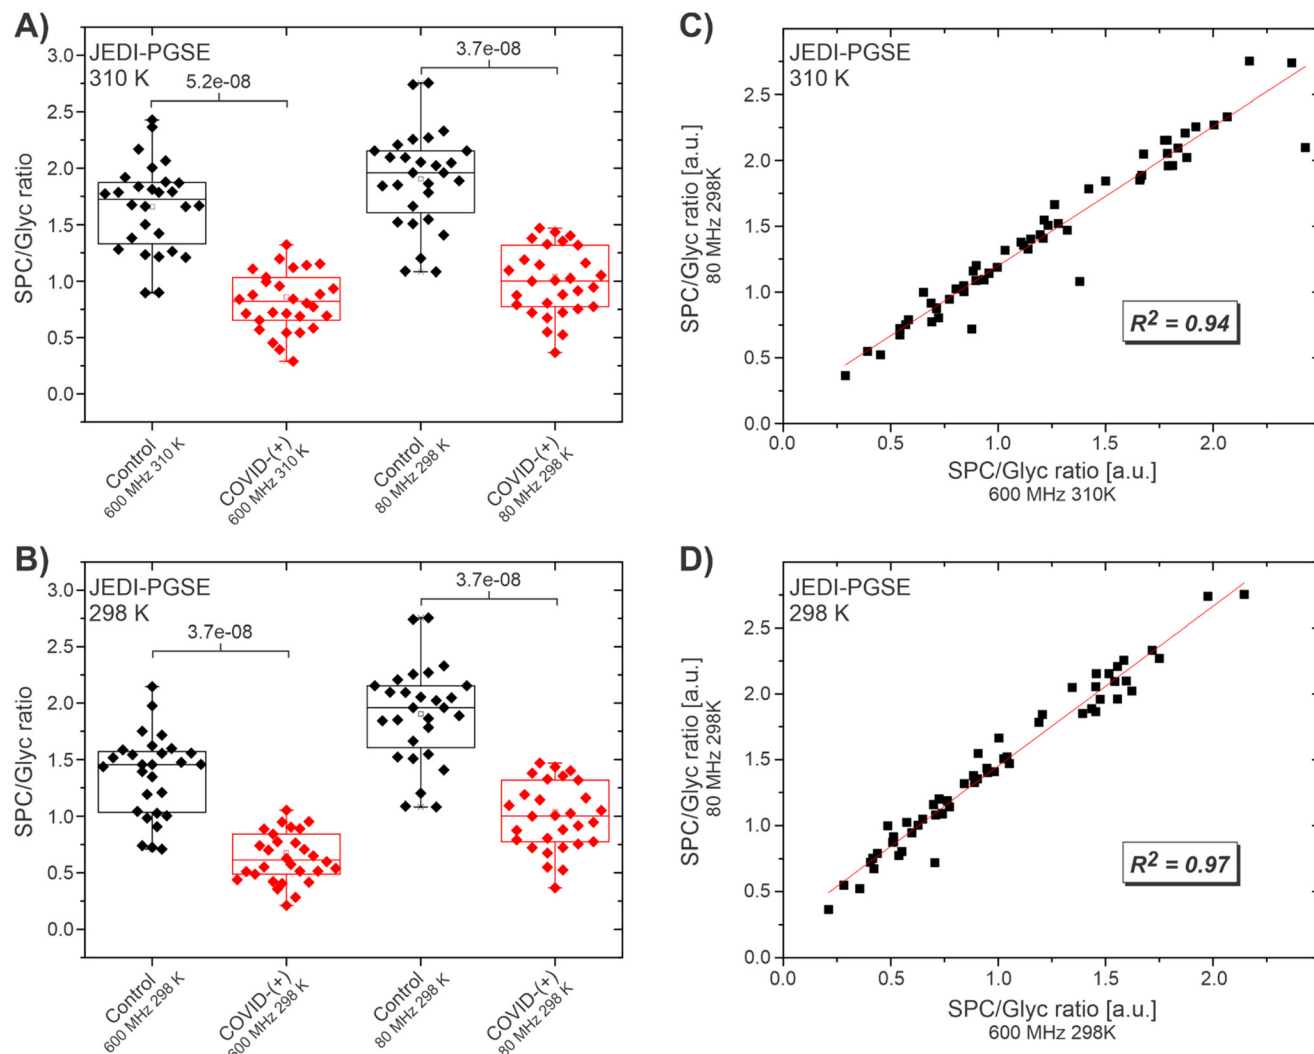 A)
JEDI-PGSE
310 K
5.2e-08
3.7e-08
SPC/Glyc ratio
3.0
2.5
2.0
1.5
1.0
0.5
0.0
Control
600 MHz 310 K
COVID-(+)
600 MHz 310 K
Control
80 MHz 298 K
COVID-(+)
80 MHz 298 K
C)
JEDI-PGSE
310 K
SPC/Glyc ratio [a.u.]
80 MHz 298K
2.5
2.0
1.5
1.0
0.5
0.0
R² = 0.94
0.0 0.5 1.0 1.5 2.0
SPC/Glyc ratio [a.u.]
600 MHz 310K
B)
JEDI-PGSE
298 K
3.7e-08
3.7e-08
SPC/Glyc ratio
3.0
2.5
2.0
1.5
1.0
0.5
0.0
Control
600 MHz 298 K
COVID-(+)
600 MHz 298 K
Control
80 MHz 298 K
COVID-(+)
80 MHz 298 K
D)
JEDI-PGSE
298 K
SPC/Glyc ratio [a.u.]
80 MHz 298K
2.5
2.0
1.5
1.0
0.5
0.0
R² = 0.97
0.0 0.5 1.0 1.5 2.0
SPC/Glyc ratio [a.u.]
600 MHz 298K